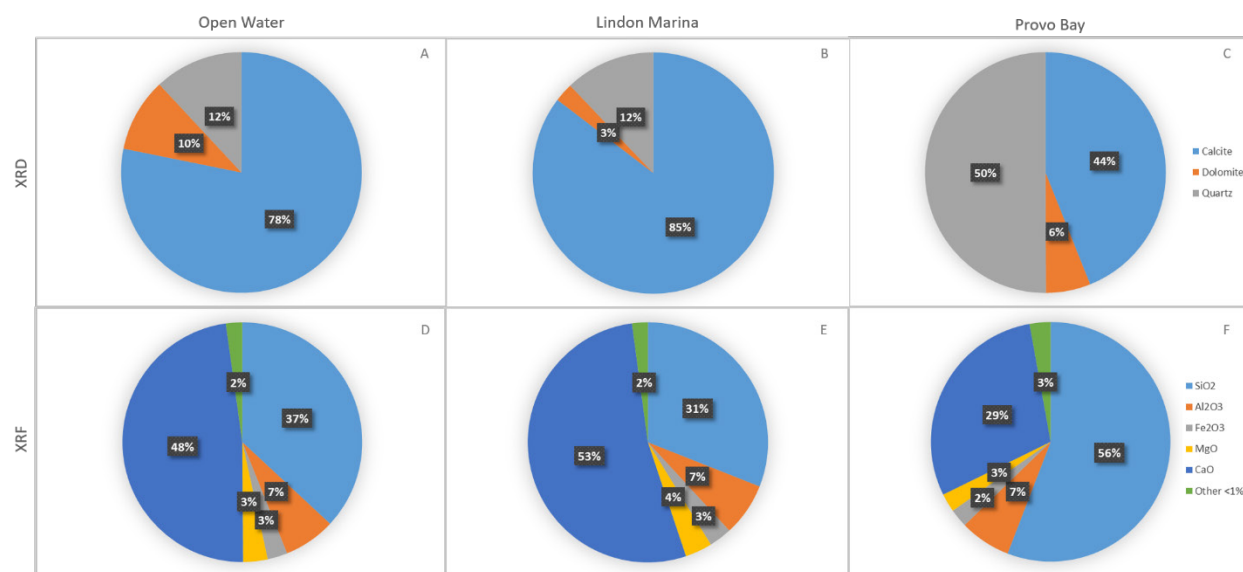 Open Water
Lindon Marina
Provo Bay
XRD
A
12%
10%
78%
B
12%
3%
85%
C
50%
44%
6%
Calcite
Dolomite
Quartz
XRF
D
2%
37%
48%
7%
3%
3%
E
2%
31%
53%
7%
4%
3%
F
3%
29%
56%
3%
2%
7%
SiO2
Al2O3
Fe2O3
MgO
CaO
Other <1%